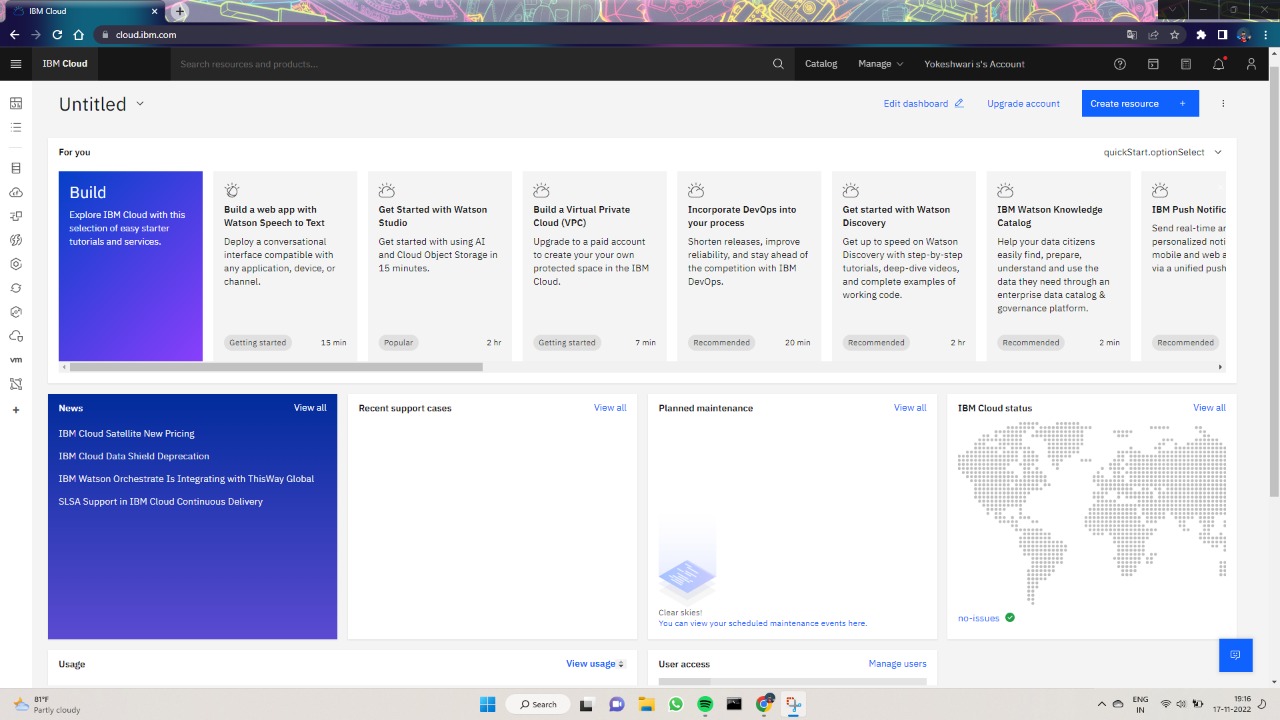 IBM Cloud
cloud.ibm.com
IBM Cloud
Search resources and products...
Catalog
Manage
Yokeshwari s's Account
Untitled
Edit dashboard
Upgrade account
Create resource +
For you
quickStart.optionSelect
Build
Explore IBM Cloud with this
selection of easy starter
tutorials and services.
Build a web app with
Watson Speech to Text
Deploy a conversational
interface compatible with
any application, device, or
channel.
Getting started
15 min
Get Started with Watson
Studio
Get started with using AI
and Cloud Object Storage in
15 minutes.
Popular
2 hr
Build a Virtual Private
Cloud (VPC)
Upgrade to a paid account
to create your your own
protected space in the IBM
Cloud.
Getting started
7 min
Incorporate DevOps into
your process
Shorten releases, improve
reliability, and stay ahead of
the competition with IBM
DevOps.
Recommended
20 min
Get started with Watson
Discovery
Get up to speed on Watson
Discovery with step-by-step
tutorials, deep-dive videos,
and complete examples of
working code.
Recommended
2 hr
IBM Watson Knowledge
Catalog
Help your data citizens
easily find, prepare,
understand and use the
data they need through an
enterprise data catalog &
governance platform.
Recommended
2 min
IBM Push Notific
Send real-time an
personalized noti
mobile and web a
via a unified push
Recommended
vm
News
View all
IBM Cloud Satellite New Pricing
IBM Cloud Data Shield Deprecation
IBM Watson Orchestrate Is Integrating with ThisWay Global
SLSA Support in IBM Cloud Continuous Delivery
Recent support cases
View all
Planned maintenance
View all
Clear skies!
You can view your scheduled maintenance events here.
IBM Cloud status
View all
no-issues
Usage
View usage
User access
Manage users
81°F
Partly cloudy
Search
ENG
IN
19:16
17-11-2022